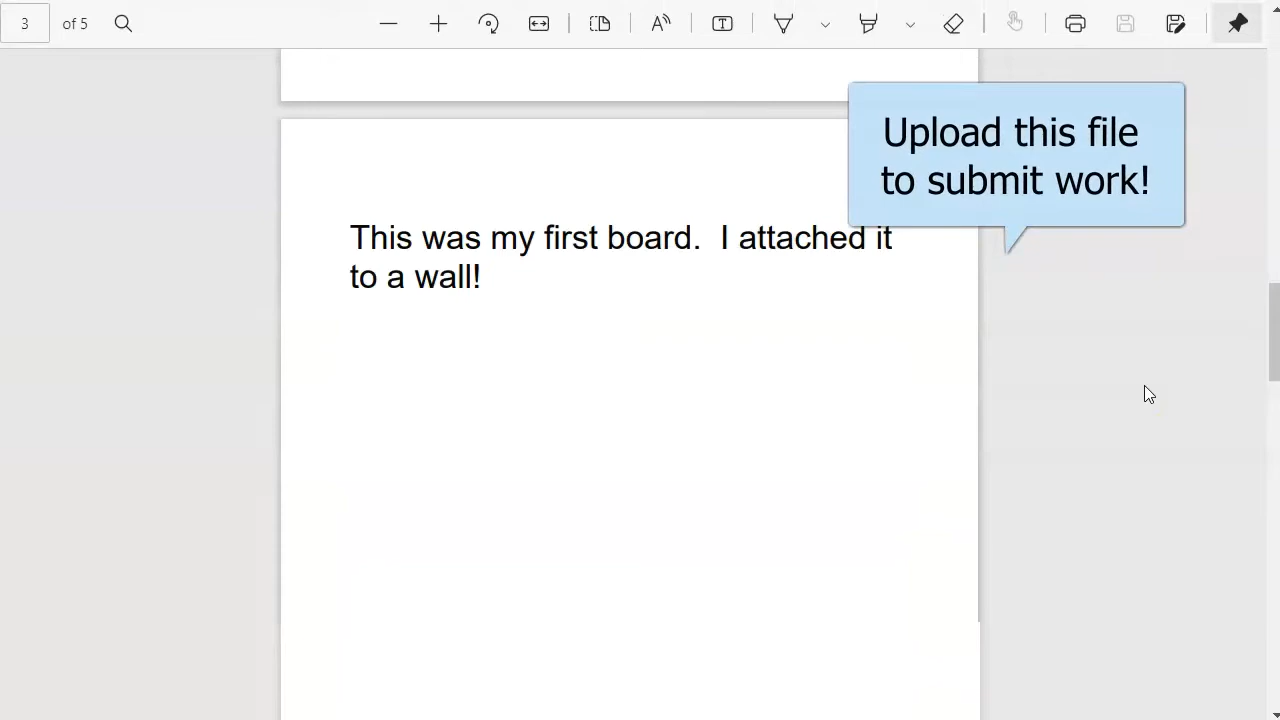 3 of 5
Upload this file
to submit work!
This was my first board.  I attached it
to a wall!